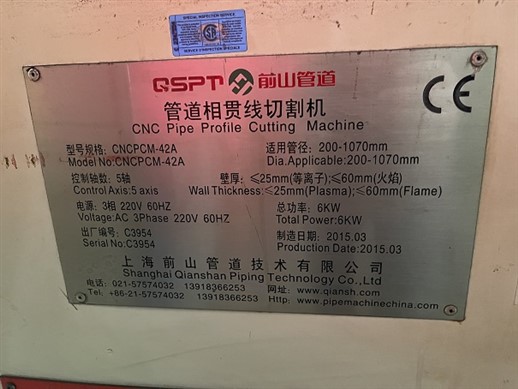 SPECIAL INSPECTION SERVICE
SERVICE D'INSPECTION SPECIALE
QSPT 前山管道
CE
管道相贯线切割机
CNC Pipe Profile Cutting Machine
型号规格: CNCPCM-42A 适用管径: 200-1070mm
Model No:CNCPCM-42A Dia.Applicable:200-1070mm
控制轴数: 5轴 壁厚: ≤25mm(等离子);≤60mm(火焰)
Control Axis:5 axis Wall Thickness:≤25mm(Plasma);≤60mm(Flame)
电源: 3相 220V 60HZ 总功率: 6KW
Voltage:AC 3Phase 220V 60HZ Total Power:6KW
出厂编号: C3954 制造日期: 2015.03
Serial No:C3954 Production Date:2015.03
上海前山管道技术有限公司
Shanghai Qianshan Piping Technology Co.,Ltd
电话: 021-57574032 13918366253 网址: www.qiansh.com
Tel: +86-21-57574032 13918366253 Http: www.pipemachinechina.com